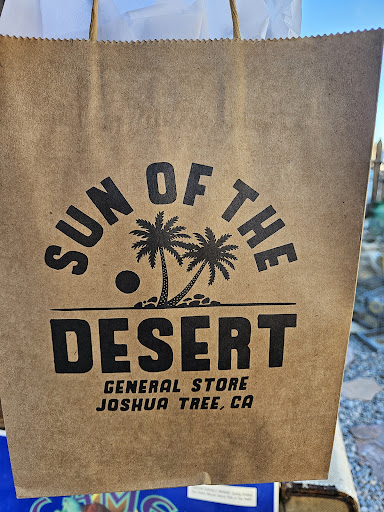 SUN OF THE
DESERT
GENERAL STORE
JOSHUA TREE, CA